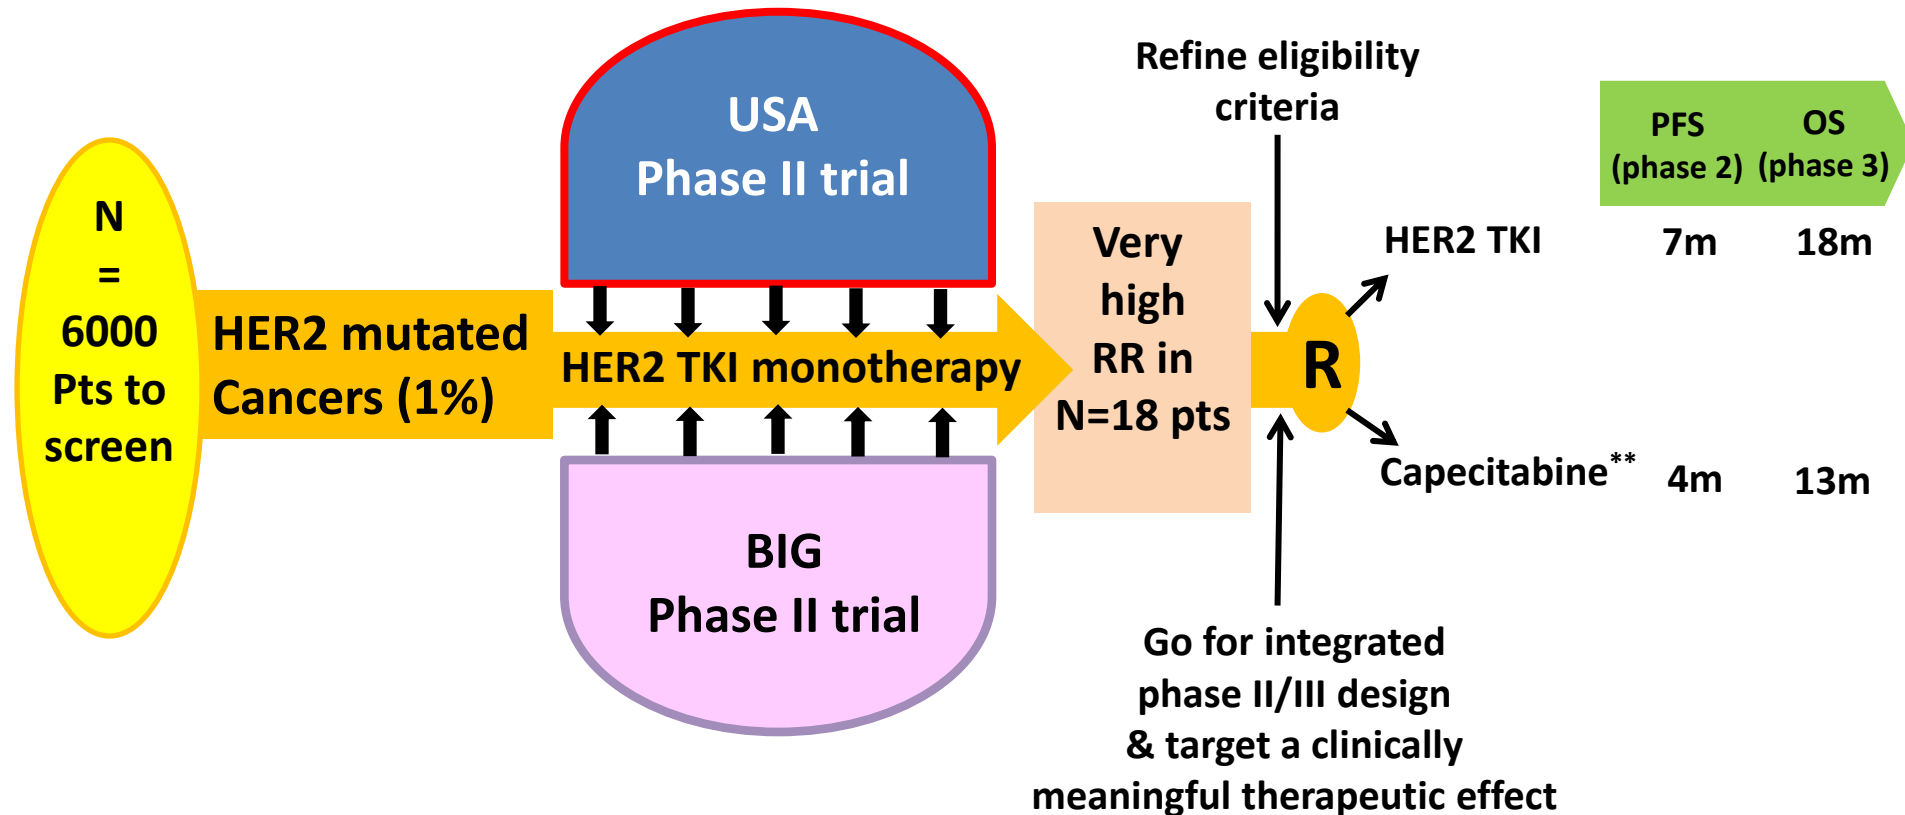 N
=
6000
Pts to
screen
HER2 mutated
Cancers (1%)
USA
Phase II trial
HER2 TKI monotherapy
BIG
Phase II trial
Very
high
RR in
N=18 pts
Refine eligibility
criteria
R
Go for integrated
phase II/III design
& target a clinically
meaningful therapeutic effect
PFS OS
(phase 2) (phase 3)
HER2 TKI 7m 18m
Capecitabine** 4m 13m